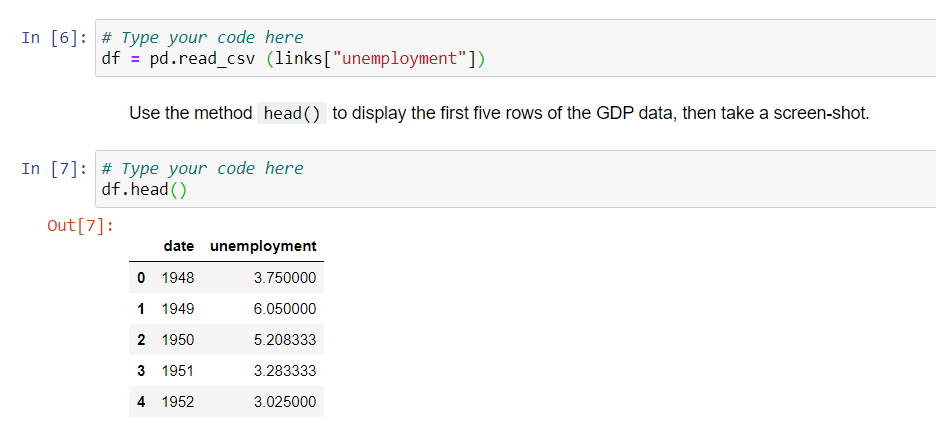 In [6]: # Type your code here
df = pd.read_csv (links["unemployment"])
Use the method head() to display the first five rows of the GDP data, then take a screen-shot.
In [7]: # Type your code here
df.head()
Out[7]:
date unemployment
0 1948 3.750000
1 1949 6.050000
2 1950 5.208333
3 1951 3.283333
4 1952 3.025000